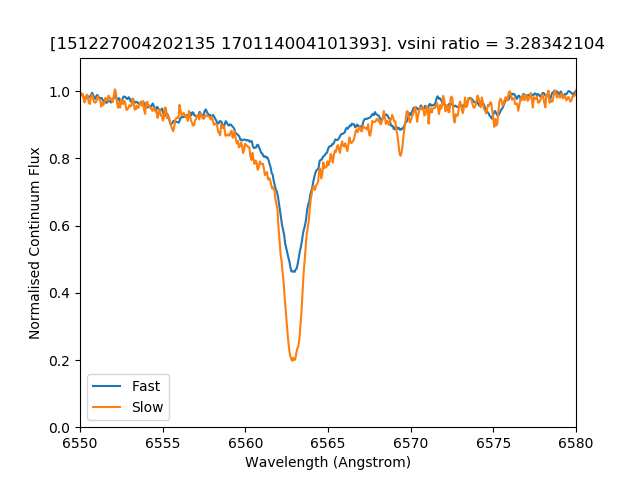 [151227004202135 170114004101393]. vsini ratio = 3.28342104
Normalised Continuum Flux
1.0
0.8
0.6
0.4
0.2
0.0
Fast
Slow
6550 6555 6560 6565 6570 6575 6580
Wavelength (Angstrom)